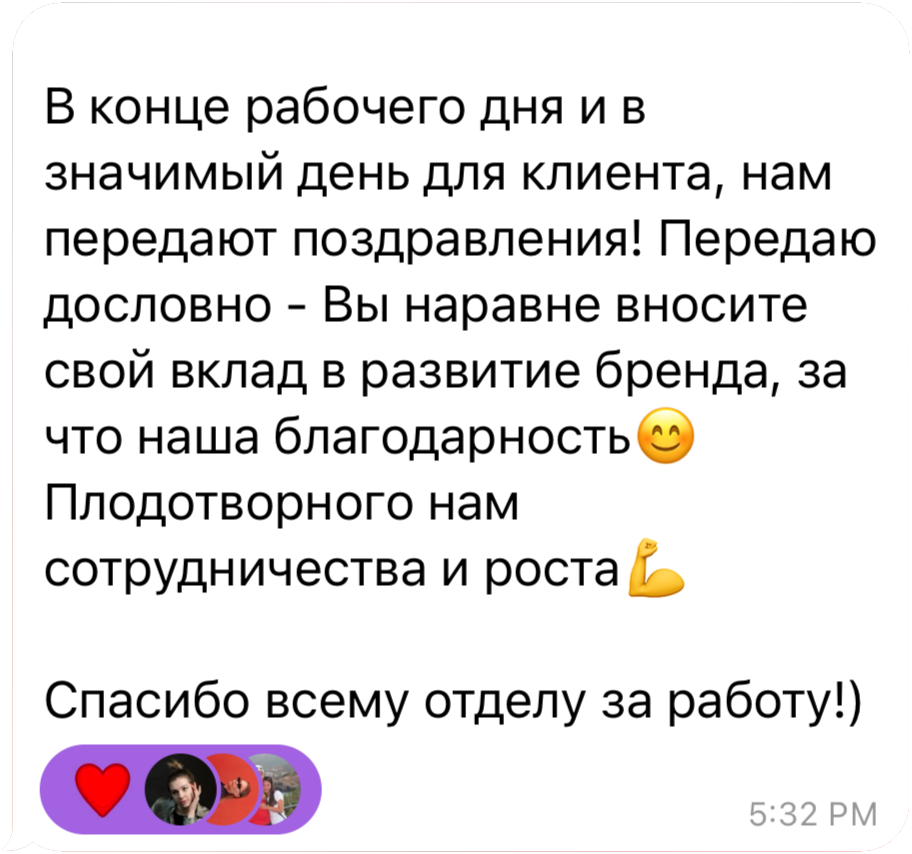 В конце рабочего дня и в
значимый день для клиента, нам
передают поздравления! Передаю
дословно - Вы наравне вносите
свой вклад в развитие бренда, за
что наша благодарность😊
Плодотворного нам
сотрудничества и роста💪
Спасибо всему отделу за работу!)
5:32 PM